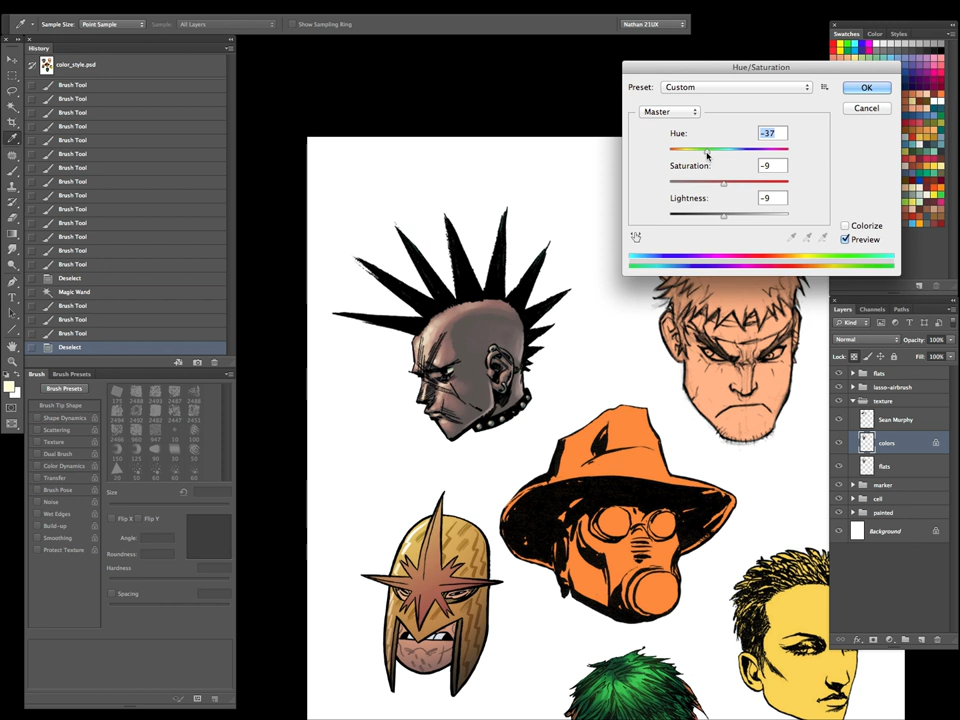 Sample Size: Point Sample Sample: All Layers Show Sampling Ring Nathan 21UX
History
color_style.psd
Brush Tool
Brush Tool
Brush Tool
Brush Tool
Brush Tool
Brush Tool
Brush Tool
Brush Tool
Brush Tool
Brush Tool
Brush Tool
Brush Tool
Brush Tool
Brush Tool
Deselect
Magic Wand
Brush Tool
Brush Tool
Brush Tool
Deselect
Brush Brush Presets
Brush Presets
Brush Tip Shape
Shape Dynamics
Scattering
Texture
Dual Brush
Color Dynamics
Transfer
Brush Pose
Noise
Wet Edges
Build-up
Smoothing
Protect Texture
Size
Flip X Flip Y
Angle:
Roundness:
Hardness
Spacing
Hue/Saturation
Preset: Custom
OK
Cancel
Master
Hue: -37
Saturation: -9
Lightness: -9
Colorize
Preview
Swatches Color Styles
Layers Channels Paths
Kind
Normal Opacity: 100%
Lock: Fill: 100%
flats
lasso-airbrush
texture
Sean Murphy
colors
flats
marker
cell
painted
Background